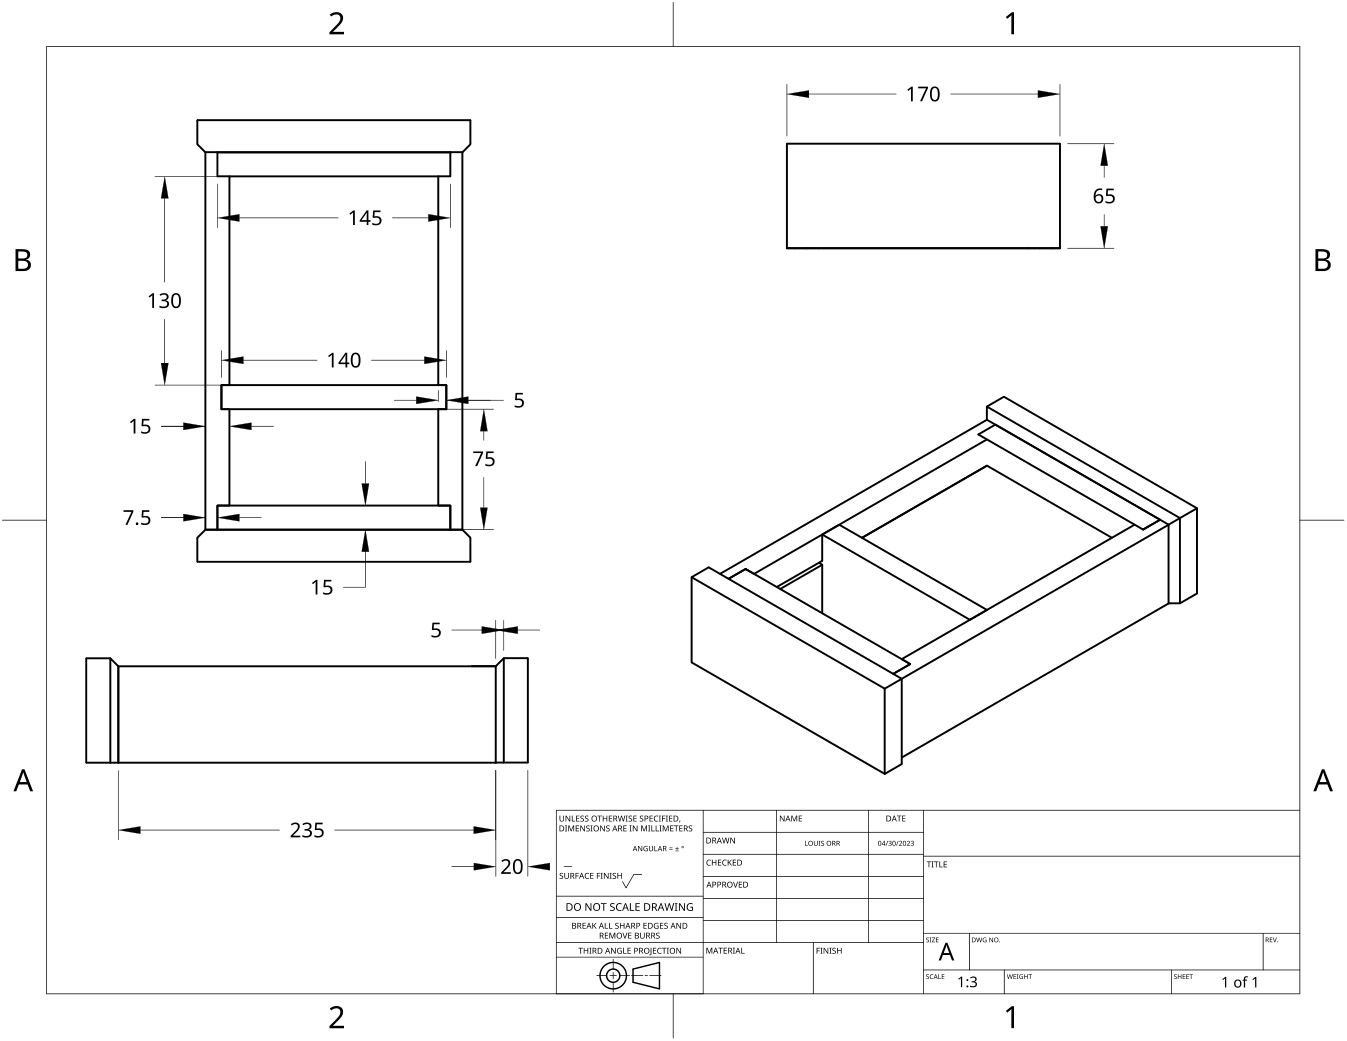 2
1
170
B
65
B
145
130
140
5
15
75
7.5
15
5
A
A
235
20
UNLESS OTHERWISE SPECIFIED,
DIMENSIONS ARE IN MILLIMETERS
ANGULAR = ± °
SURFACE FINISH
DO NOT SCALE DRAWING
BREAK ALL SHARP EDGES AND
REMOVE BURRS
THIRD ANGLE PROJECTION
NAME
DATE
DRAWN
LOUIS ORR
04/30/2023
CHECKED
APPROVED
MATERIAL
FINISH
TITLE
SIZE
A
DWG NO.
REV.
SCALE
1:3
WEIGHT
SHEET
1 of 1
2
1